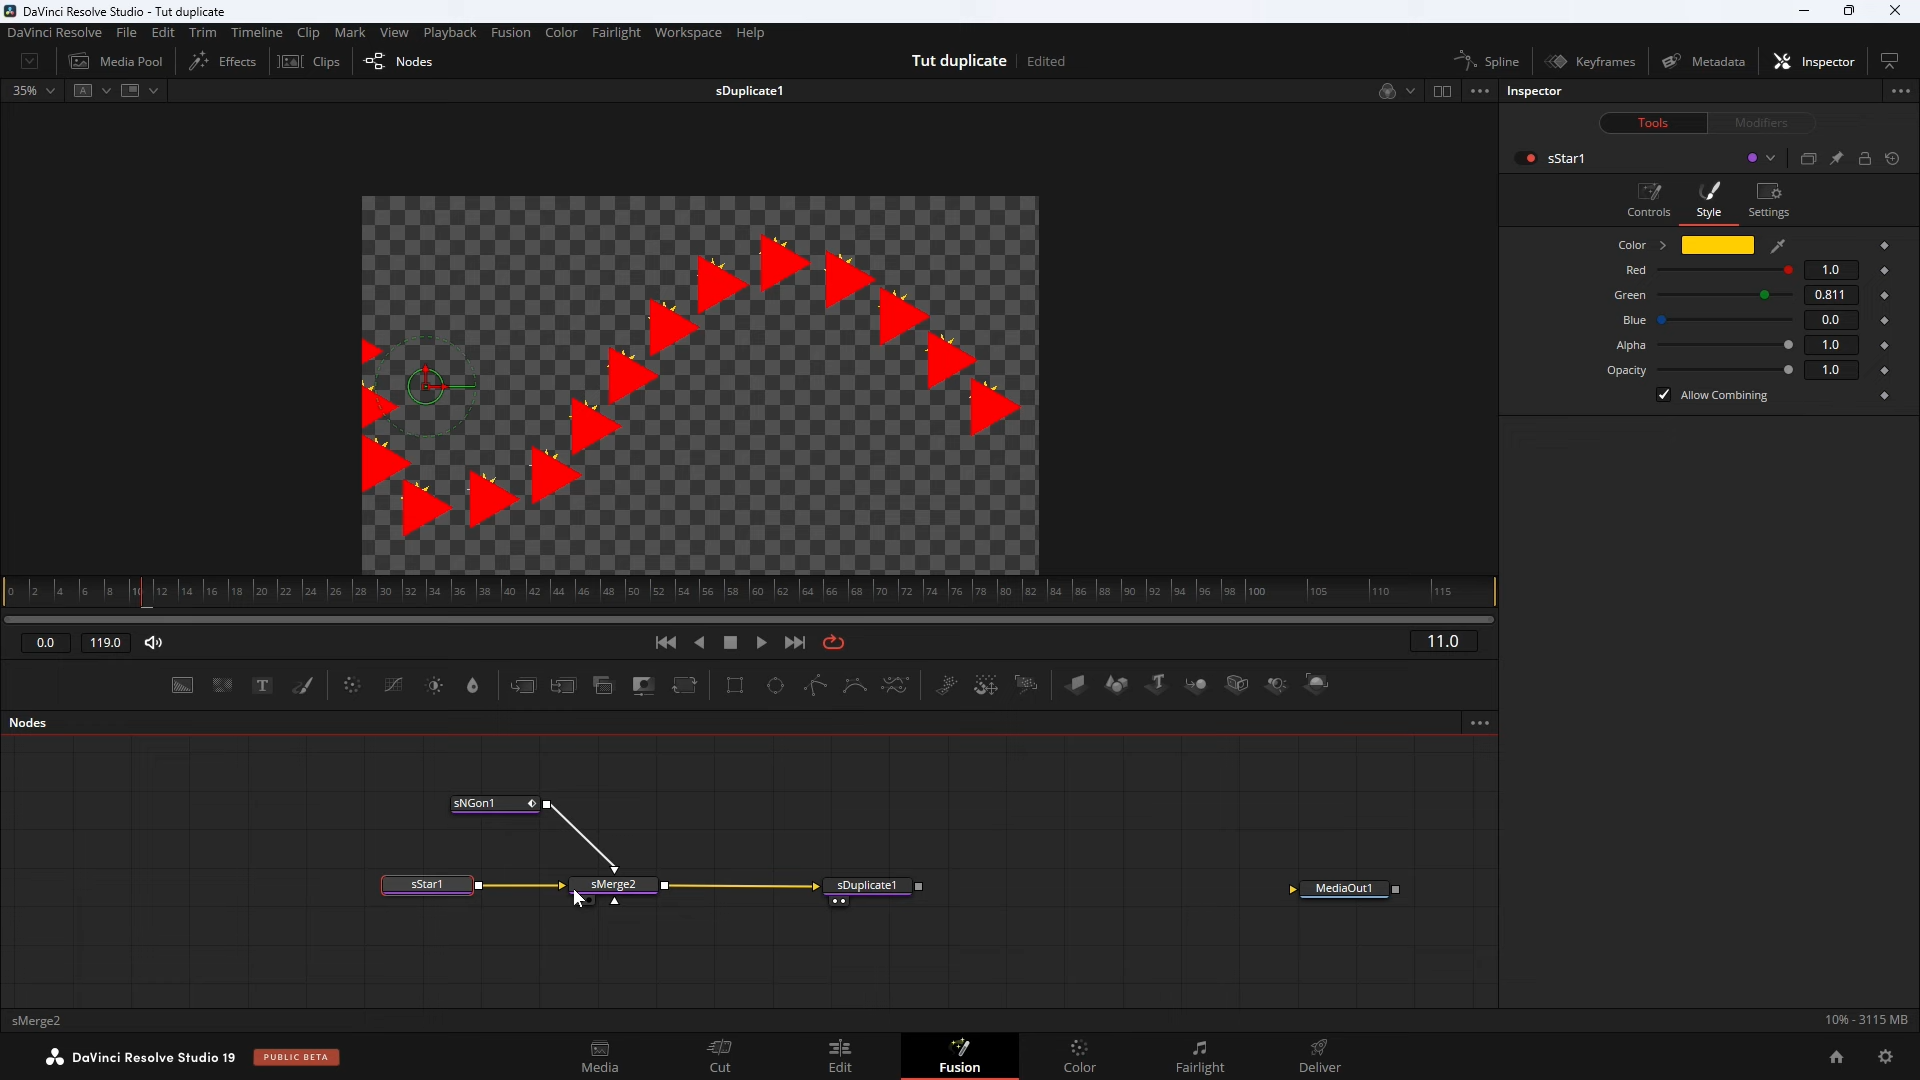 DaVinci Resolve Studio - Tut duplicate
DaVinci Resolve File Edit Trim Timeline Clip Mark View Playback Fusion Color Fairlight Workspace Help
Media Pool Effects Clips Nodes Tut duplicate Edited Spline Keyframes Metadata Inspector
35% A sDuplicate1 Inspector
Tools Modifiers
sStar1
Controls Style Settings
Color
Red 1.0
Green 0.811
Blue 0.0
Alpha 1.0
Opacity 1.0
Allow Combining
0 2 4 6 8 10 12 14 16 18 20 22 24 26 28 30 32 34 36 38 40 42 44 46 48 50 52 54 56 58 60 62 64 66 68 70 72 74 76 78 80 82 84 86 88 90 92 94 96 98 100 105 110 115
0.0 119.0 11.0
T T
Nodes
sNGon1
sStar1 sMerge2 sDuplicate1 MediaOut1
sMerge2 10% - 3115 MB
DaVinci Resolve Studio 19 PUBLIC BETA Media Cut Edit Fusion Color Fairlight Deliver